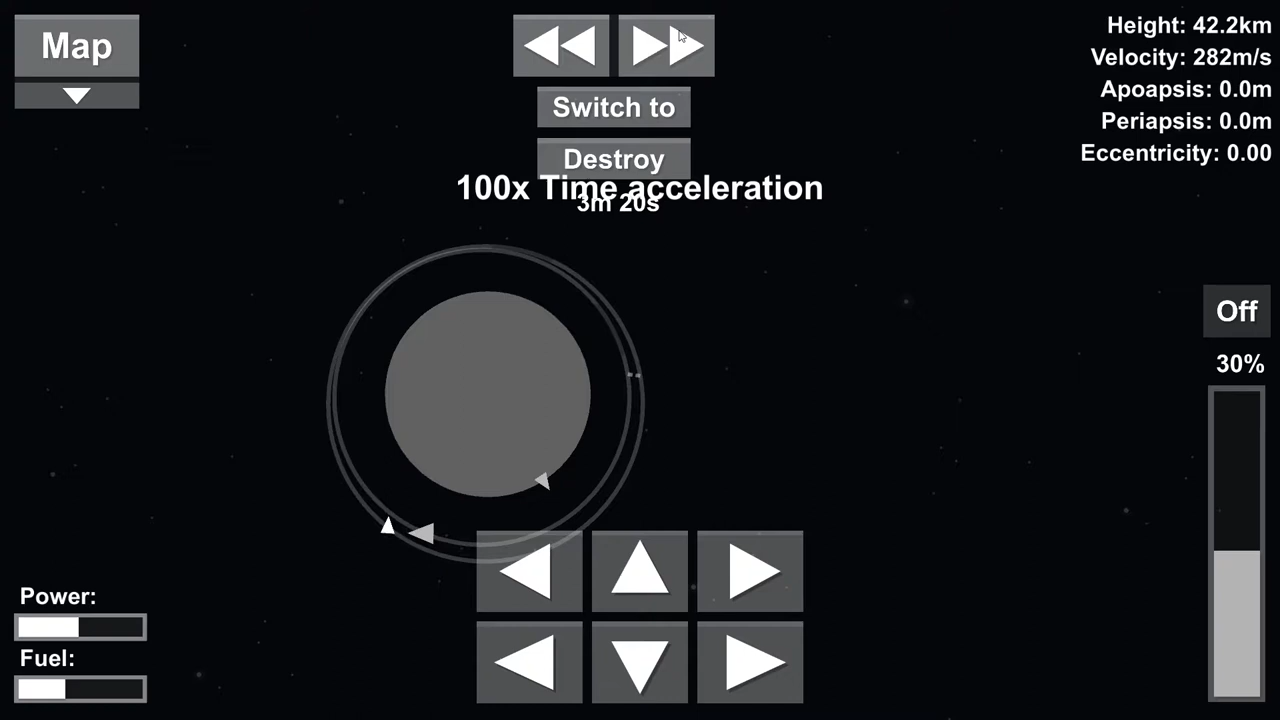 Map
Switch to
Destroy
100x Time acceleration
3m 20s
Height: 42.2km
Velocity: 282m/s
Apoapsis: 0.0m
Periapsis: 0.0m
Eccentricity: 0.00
Off
30%
Power:
Fuel: